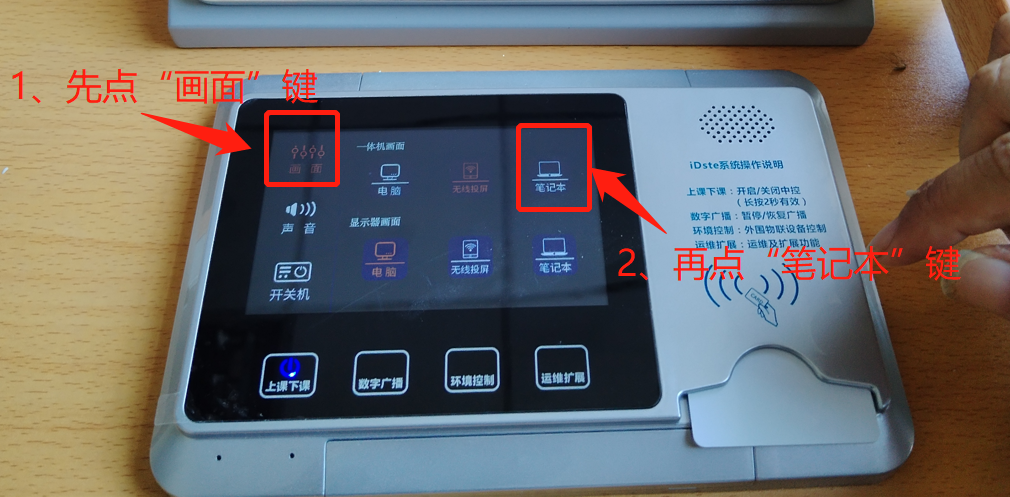 1、先点“画面”键
画 面
声 音
开关机
一体机画面
电脑
无线投屏
笔记本
显示器画面
电脑
无线投屏
笔记本
上课下课
数字广播
环境控制
运维扩展
iDste系统操作说明
上课下课：开启/关闭中控
（长按2秒有效）
数字广播：暂停/恢复广播
环境控制：外围物联设备控制
运维扩展：运维及扩展功能
2、再点“笔记本”键
CARD